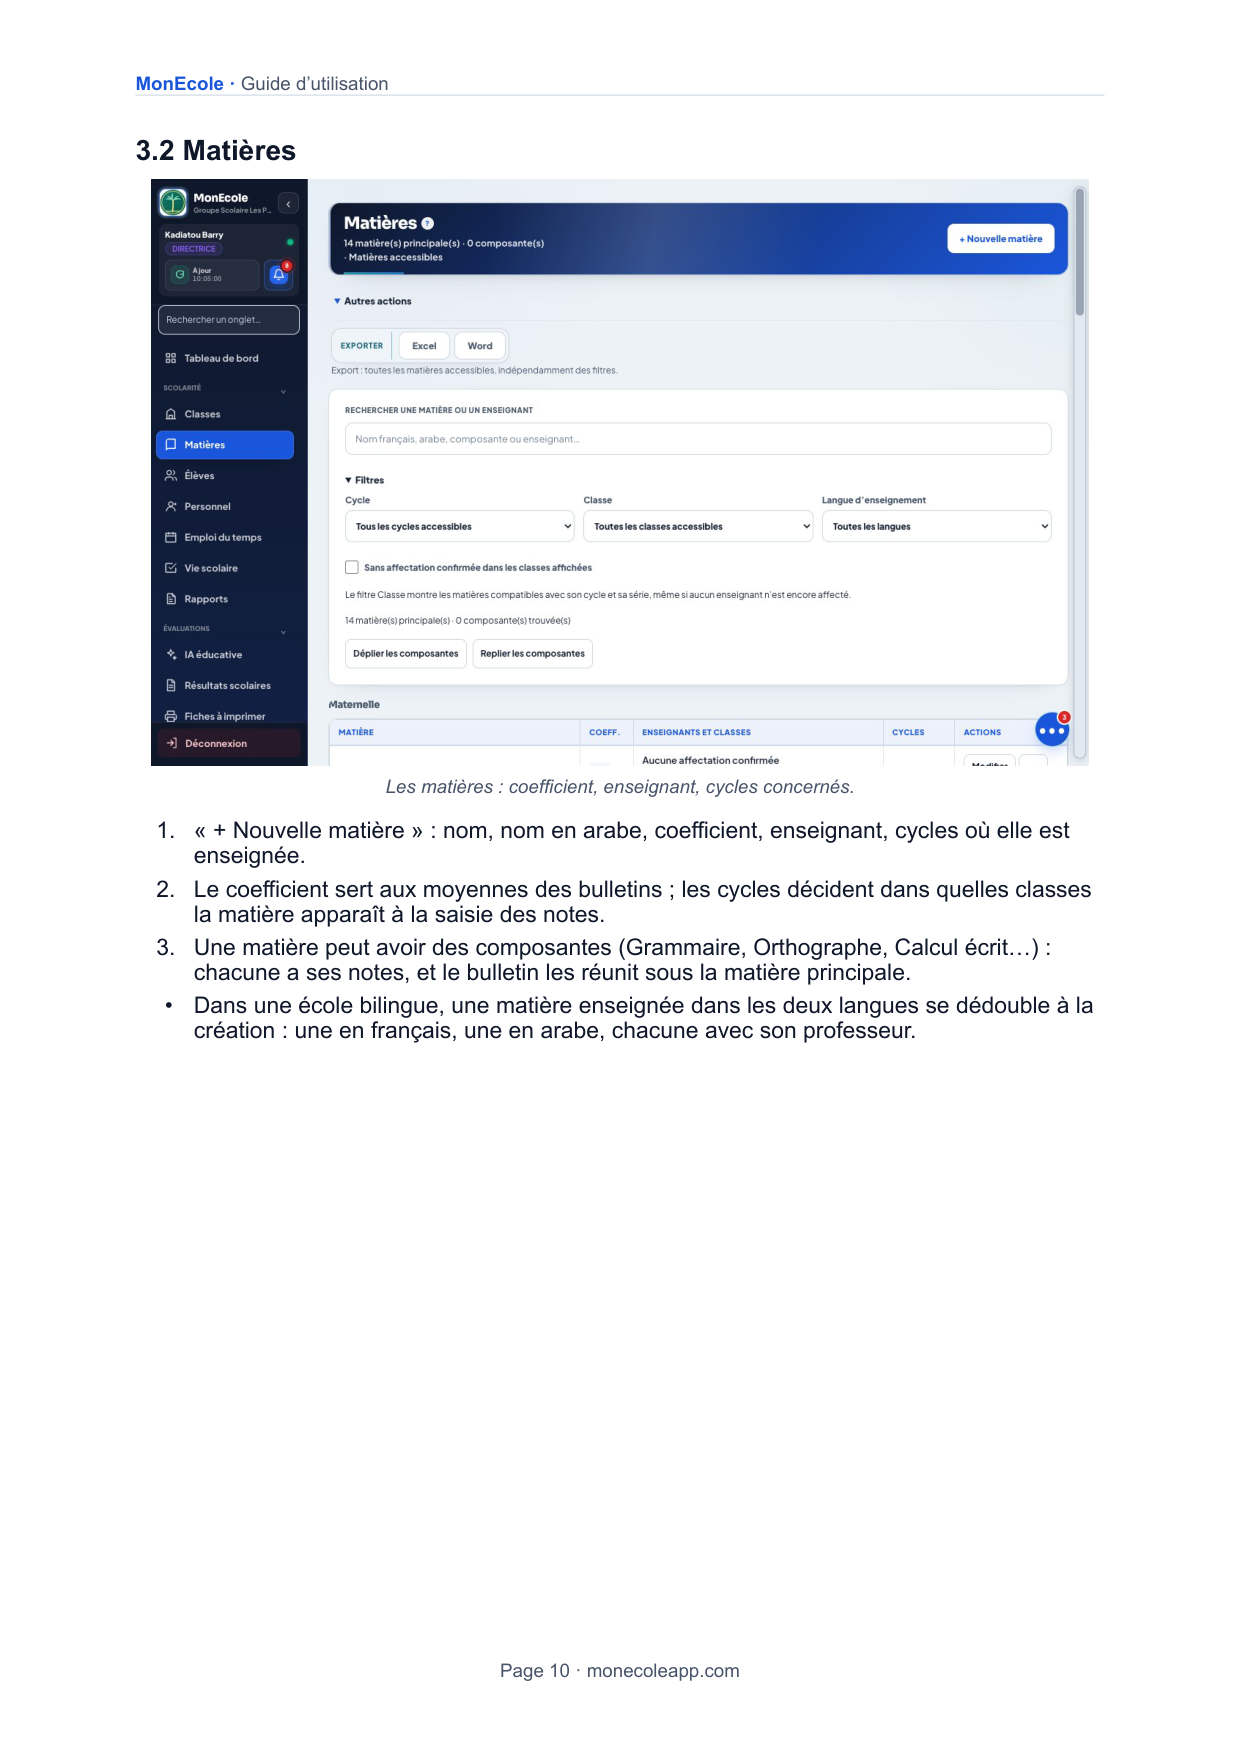 MonEcole · Guide d’utilisation
3.2 Matières
MonEcole
Groupe Scolaire Les P...
Kadiatou Barry
DIRECTRICE
À jour
10:05:00
8
Rechercher un onglet...
Tableau de bord
SCOLARITÉ
Classes
Matières
Élèves
Personnel
Emploi du temps
Vie scolaire
Rapports
ÉVALUATIONS
IA éducative
Résultats scolaires
Fiches à imprimer
Déconnexion
Matières ?
14 matière(s) principale(s) · 0 composante(s)
· Matières accessibles
+ Nouvelle matière
▼ Autres actions
EXPORTER Excel Word
Export : toutes les matières accessibles, indépendamment des filtres.
RECHERCHER UNE MATIÈRE OU UN ENSEIGNANT
Nom français, arabe, composante ou enseignant...
▼ Filtres
Cycle Classe Langue d'enseignement
Tous les cycles accessibles Toutes les classes accessibles Toutes les langues
Sans affectation confirmée dans les classes affichées
Le filtre Classe montre les matières compatibles avec son cycle et sa série, même si aucun enseignant n'est encore affecté.
14 matière(s) principale(s) · 0 composante(s) trouvée(s)
Déplier les composantes Replier les composantes
Maternelle
MATIÈRE COEFF. ENSEIGNANTS ET CLASSES CYCLES ACTIONS
3
Aucune affectation confirmée
Modifier
Les matières : coefficient, enseignant, cycles concernés.
1. « + Nouvelle matière » : nom, nom en arabe, coefficient, enseignant, cycles où elle est
enseignée.
2. Le coefficient sert aux moyennes des bulletins ; les cycles décident dans quelles classes
la matière apparaît à la saisie des notes.
3. Une matière peut avoir des composantes (Grammaire, Orthographe, Calcul écrit…) :
chacune a ses notes, et le bulletin les réunit sous la matière principale.
• Dans une école bilingue, une matière enseignée dans les deux langues se dédouble à la
création : une en français, une en arabe, chacune avec son professeur.
Page 10 · monecoleapp.com